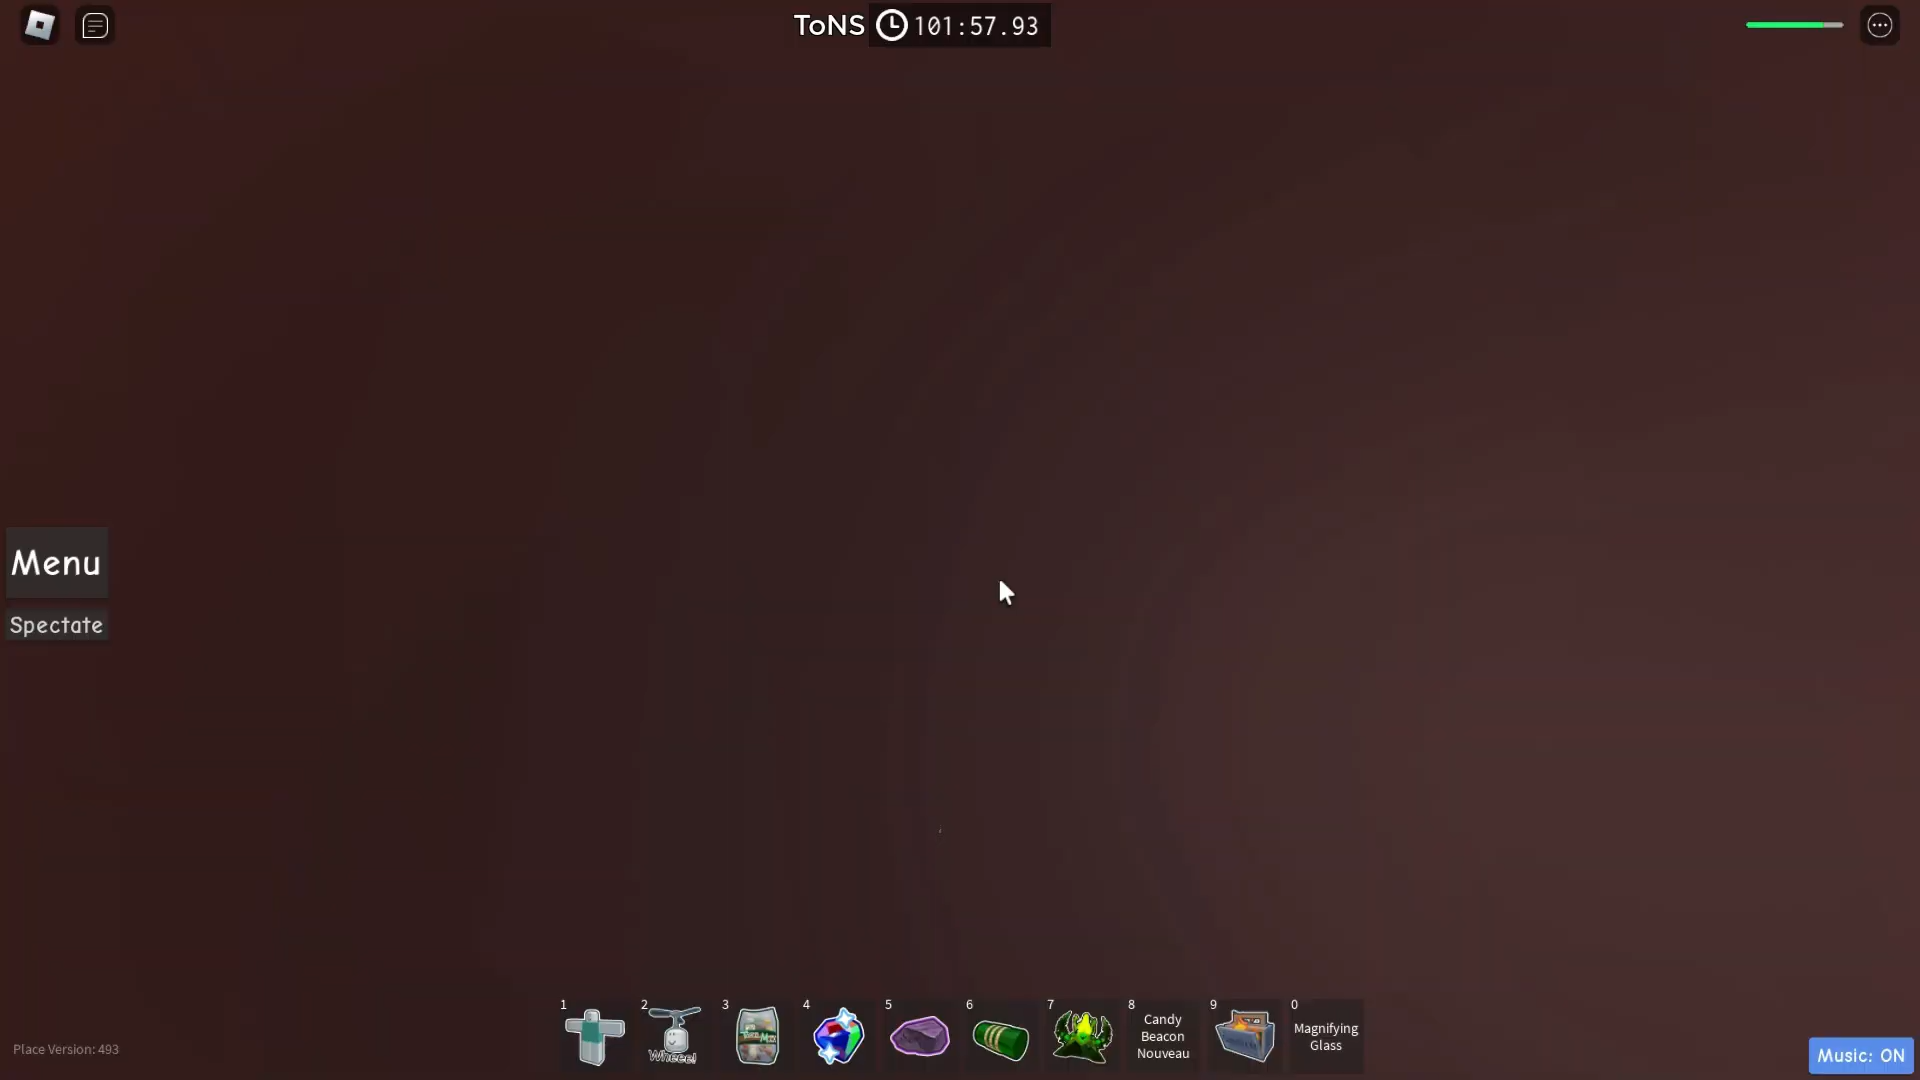 ToNS 101:57.93
Menu
Spectate
1
2
3
4
5
6
7
8
9
0
Wheee!
Candy
Beacon
Nouveau
Magnifying
Glass
Place Version: 493
Music: ON